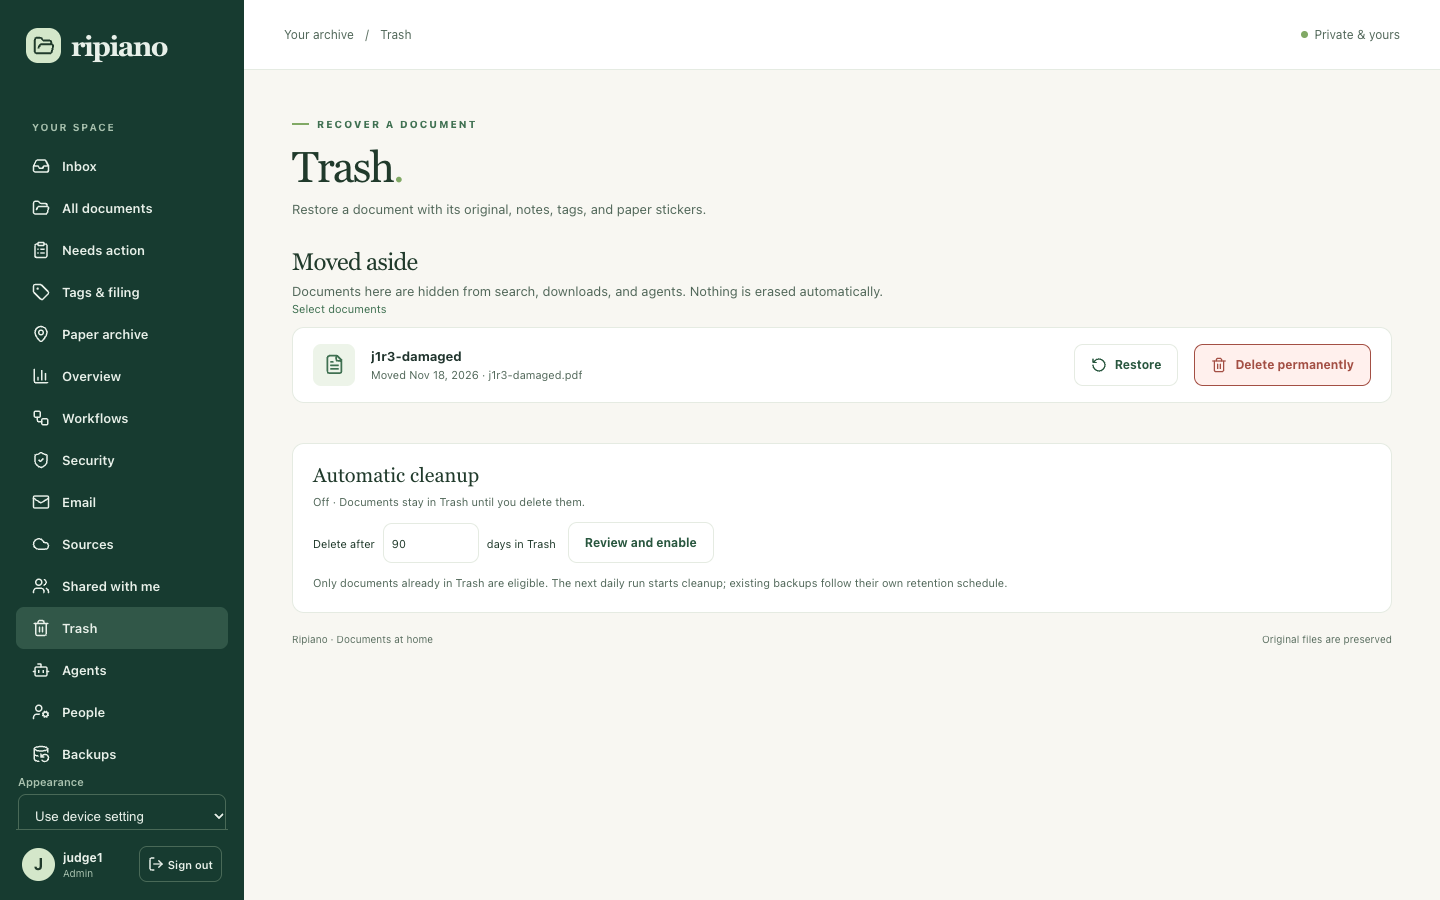 ripiano
Your archive / Trash
Private & yours
YOUR SPACE
Inbox
All documents
Needs action
Tags & filing
Paper archive
Overview
Workflows
Security
Email
Sources
Shared with me
Trash
Agents
People
Backups
Appearance
Use device setting
J
judge1
Admin
Sign out
RECOVER A DOCUMENT
Trash.
Restore a document with its original, notes, tags, and paper stickers.
Moved aside
Documents here are hidden from search, downloads, and agents. Nothing is erased automatically.
Select documents
j1r3-damaged
Moved Nov 18, 2026 · j1r3-damaged.pdf
Restore
Delete permanently
Automatic cleanup
Off · Documents stay in Trash until you delete them.
Delete after 90 days in Trash Review and enable
Only documents already in Trash are eligible. The next daily run starts cleanup; existing backups follow their own retention schedule.
Ripiano · Documents at home
Original files are preserved